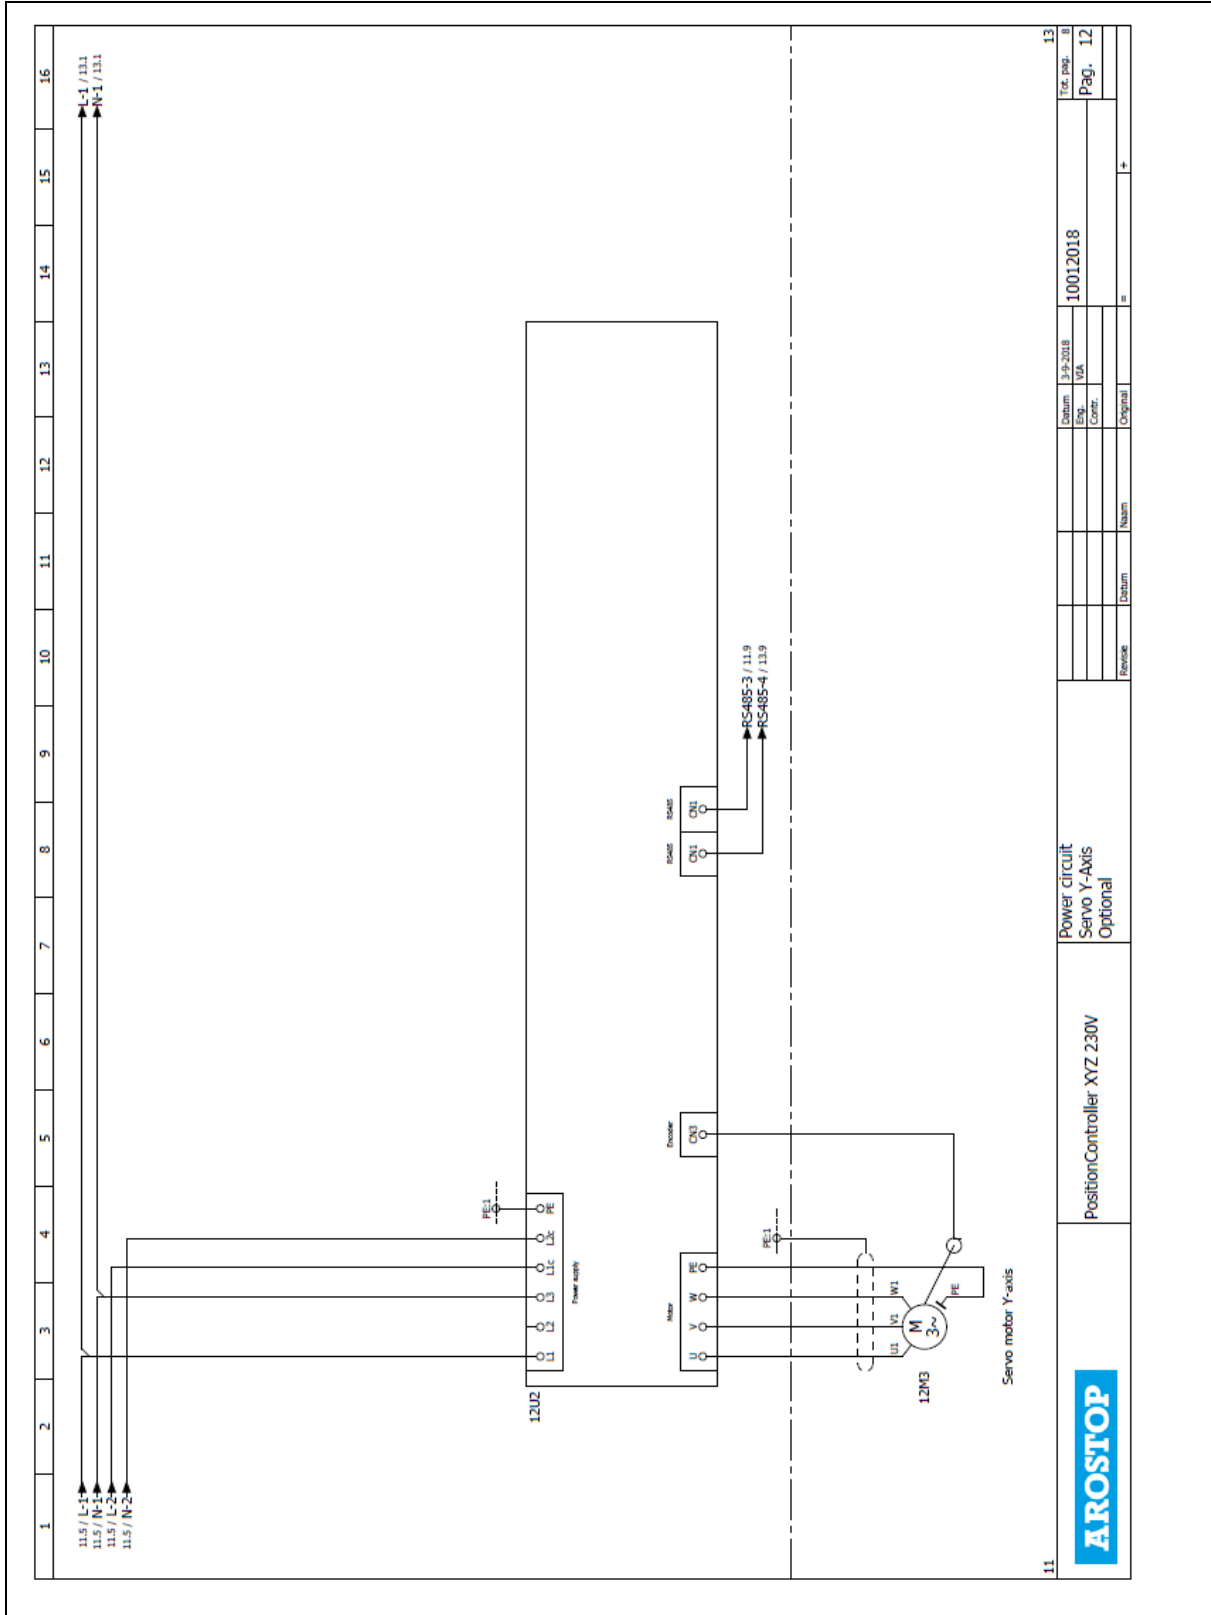 1 2 3 4 5 6 7 8 9 10 11 12 13 14 15 16
11.5 / L-1
11.5 / N-1
11.5 / L-2
11.5 / N-2
L-1 / 13.1
N-1 / 13.1
12U2
PE:1
L1 L2 L3 L1c L2c PE
Power supply
Motor
U V W PE
Encoder
CN3
RS485
CN1
RS485
CN1
RS485-3 / 11.9
RS485-4 / 13.9
PE:1
U1 V1 W1
M
3~
PE
12M3
Servo motor Y-axis
11
13
AROSTOP
PositionController XYZ 230V
Power circuit
Servo Y-Axis
Optional
Revisie Datum Naam Original
Datum 3-9-2018
Eng. VIA
Contr.
10012018
= +
Tot. pag. 8
Pag. 12